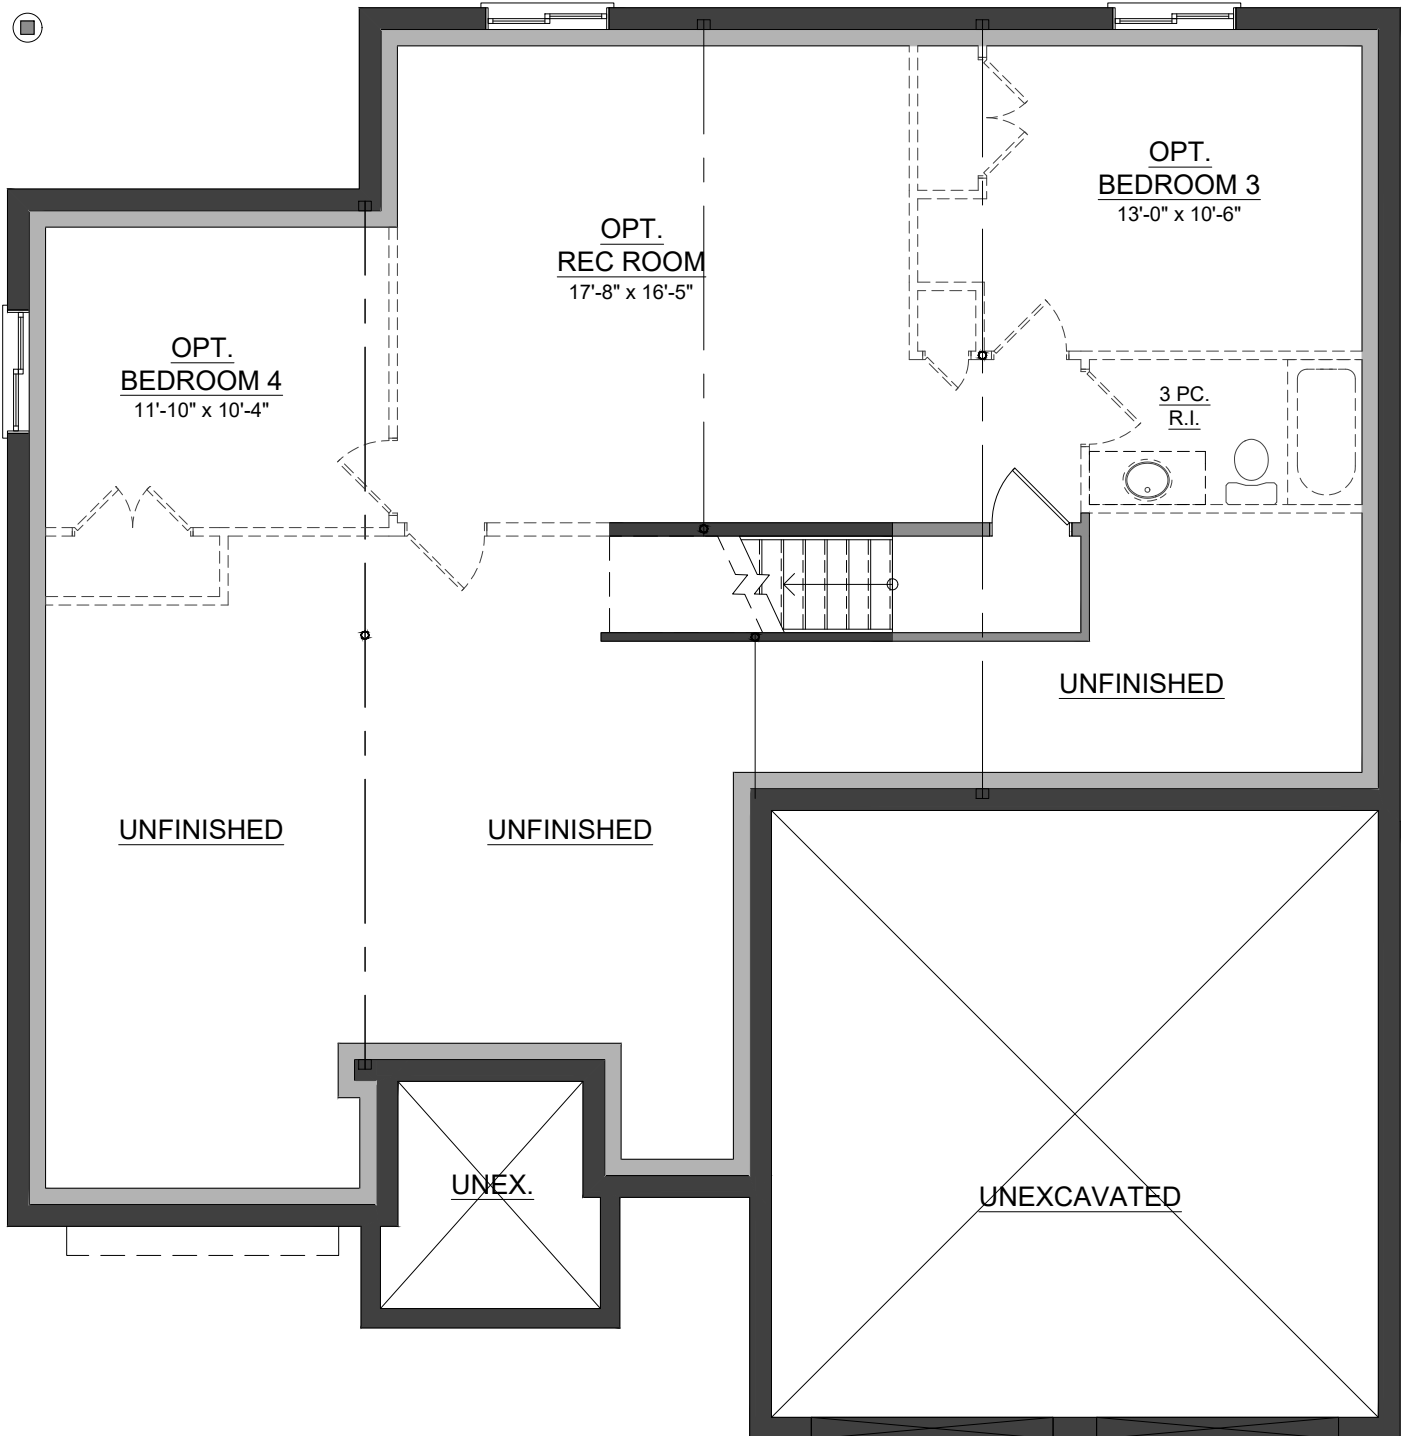 OPT.
BEDROOM 3
13'-0" x 10'-6"
OPT.
REC ROOM
17'-8" x 16'-5"
OPT.
BEDROOM 4
11'-10" x 10'-4"
3 PC.
R.I.
UNFINISHED
UNFINISHED
UNFINISHED
UNEX.
UNEXCAVATED